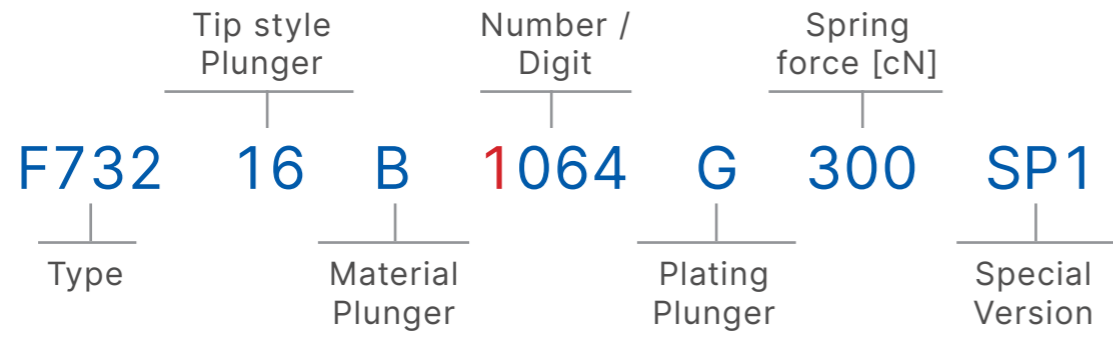 Tip style
Plunger
Number /
Digit
Spring
force [cN]
F732 16 B 1064 G 300 SP1
Type
Material
Plunger
Plating
Plunger
Special
Version